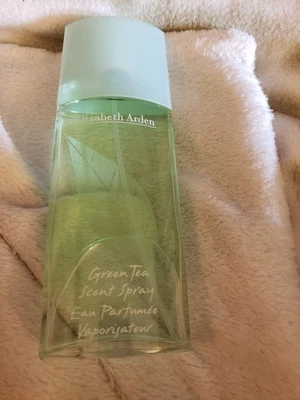 Elizabeth Arden
Green Tea
Scent Spray
Eau Parfumée
Vaporisateur